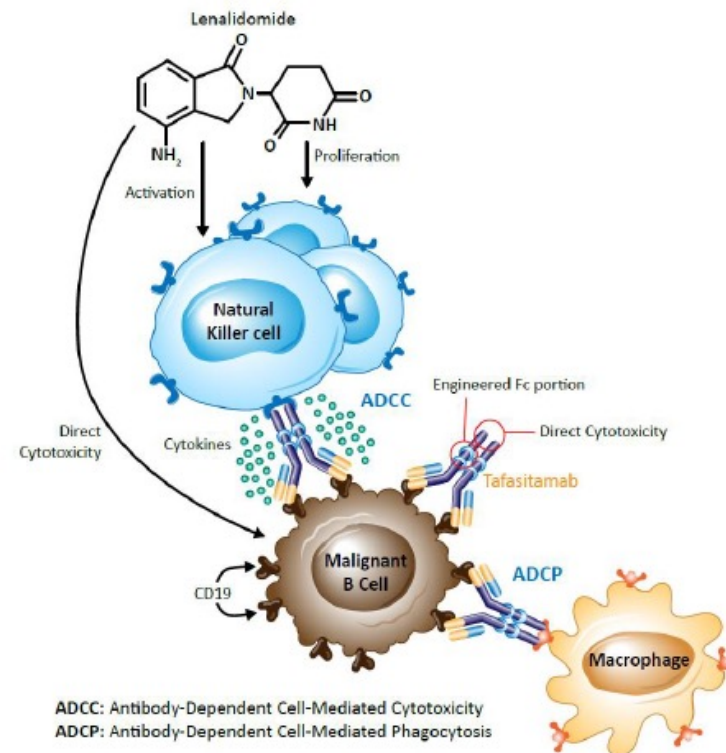 Lenalidomide
O
N
O
NH
O
NH2
Proliferation
Activation
Natural
Killer cell
Engineered Fc portion
ADCC
Direct
Cytotoxicity
Cytokines
Direct Cytotoxicity
Tafasitamab
Malignant
B Cell
ADCP
CD19
Macrophage
ADCC: Antibody-Dependent Cell-Mediated Cytotoxicity
ADCP: Antibody-Dependent Cell-Mediated Phagocytosis